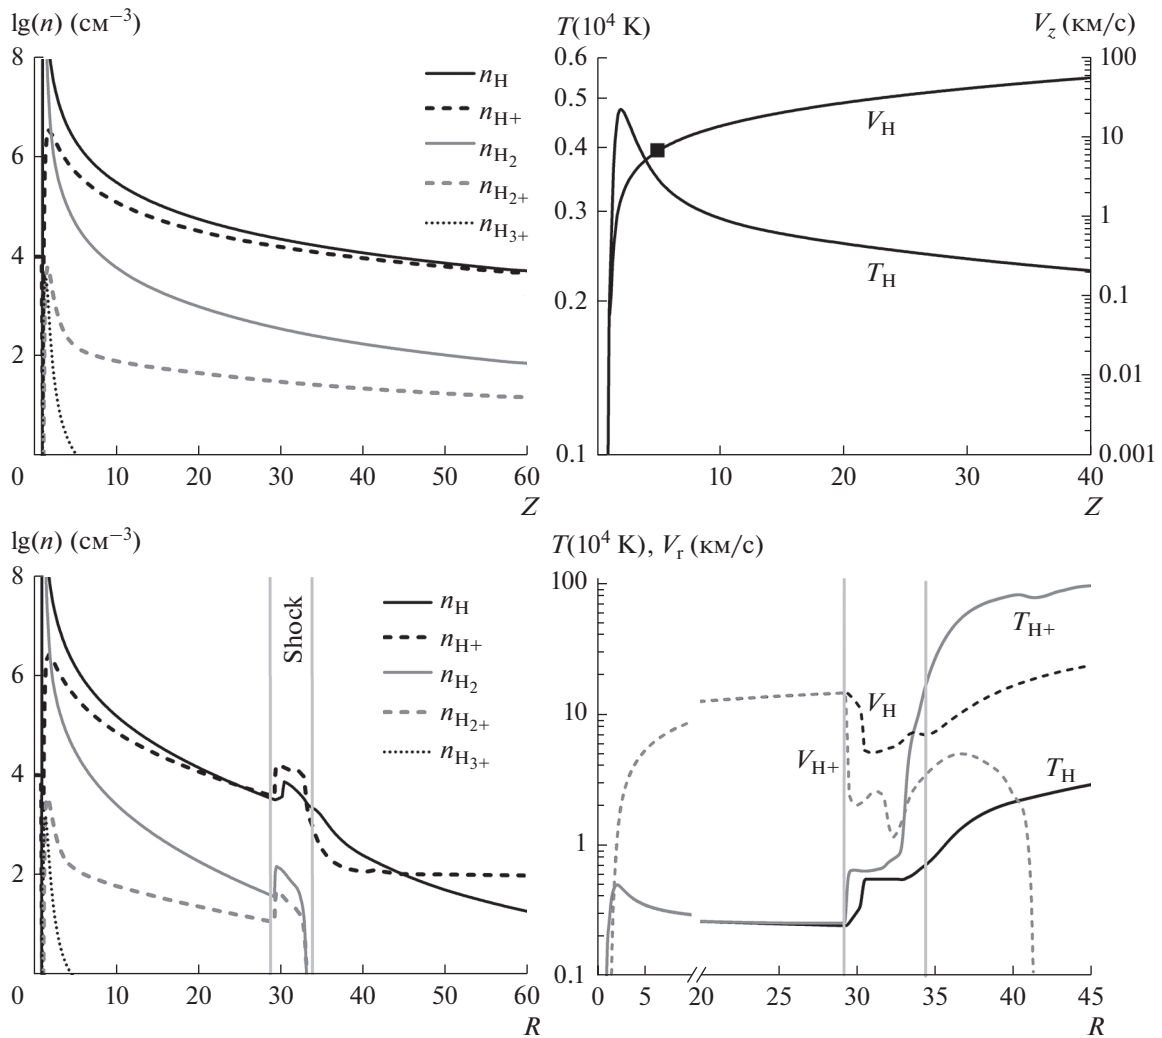 lg(n) (см⁻³)
8
6
4
2
0
10
20
30
40
50
60
Z
n_H
n_H+
n_H₂
n_H₂+
n_H₃+
T(10⁴ K)
V_z (км/с)
0.6
0.5
0.4
0.3
0.2
0.1
100
10
1
0.1
0.01
0.001
V_H
T_H
10
20
30
40
Z
lg(n) (см⁻³)
8
6
4
2
0
10
20
30
40
50
60
R
Shock
n_H
n_H+
n_H₂
n_H₂+
n_H₃+
T(10⁴ K), V_r (км/с)
100
10
1
0.1
T_H+
V_H
V_H+
T_H
0
5
20
25
30
35
40
45
R